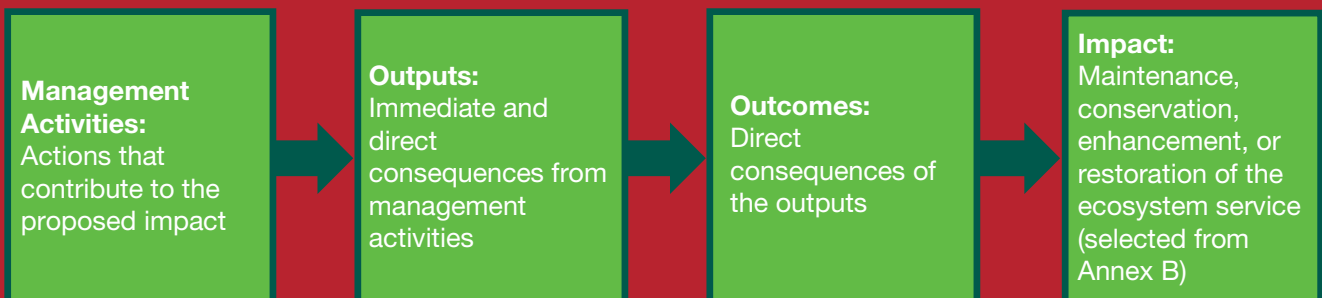 Management
Activities:
Actions that
contribute to the
proposed impact
Outputs:
Immediate and
direct
consequences from
management
activities
Outcomes:
Direct
consequences of
the outputs
Impact:
Maintenance,
conservation,
enhancement, or
restoration of the
ecosystem service
(selected from
Annex B)